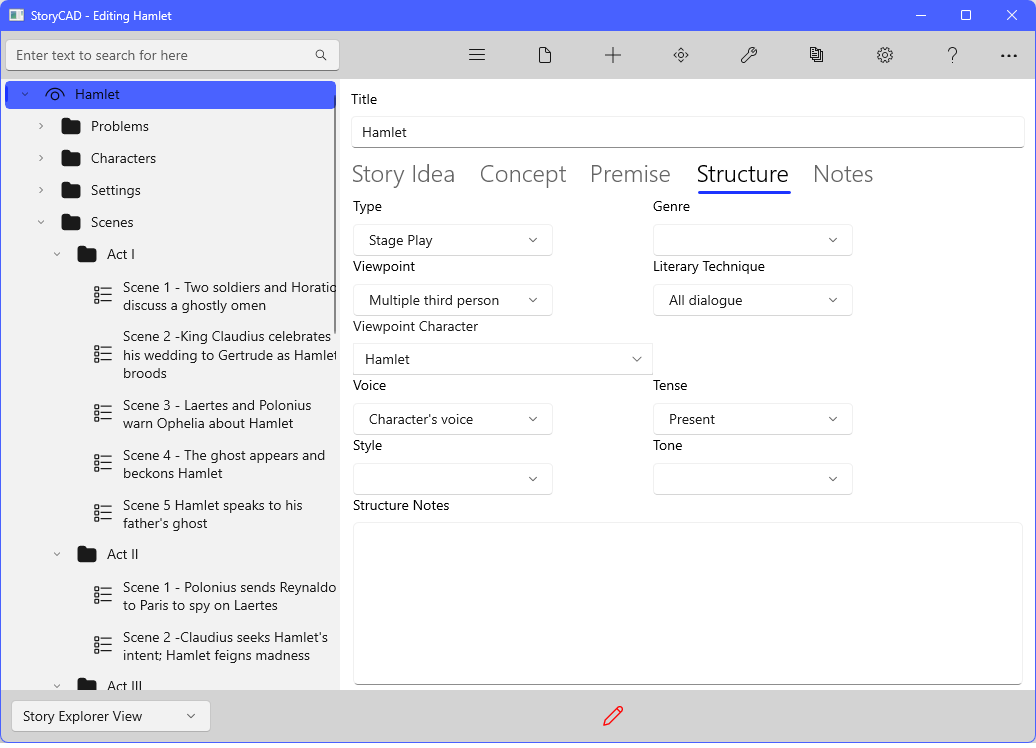 StoryCAD - Editing Hamlet
Enter text to search for here
Hamlet
Problems
Characters
Settings
Scenes
Act I
Scene 1 - Two soldiers and Horatio
discuss a ghostly omen
Scene 2 -King Claudius celebrates
his wedding to Gertrude as Hamlet
broods
Scene 3 - Laertes and Polonius
warn Ophelia about Hamlet
Scene 4 - The ghost appears and
beckons Hamlet
Scene 5 Hamlet speaks to his
father's ghost
Act II
Scene 1 - Polonius sends Reynaldo
to Paris to spy on Laertes
Scene 2 -Claudius seeks Hamlet's
intent; Hamlet feigns madness
Act III
Title
Hamlet
Story Idea Concept Premise Structure Notes
Type Genre
Stage Play
Viewpoint Literary Technique
Multiple third person All dialogue
Viewpoint Character
Hamlet
Voice Tense
Character's voice Present
Style Tone
Structure Notes
Story Explorer View